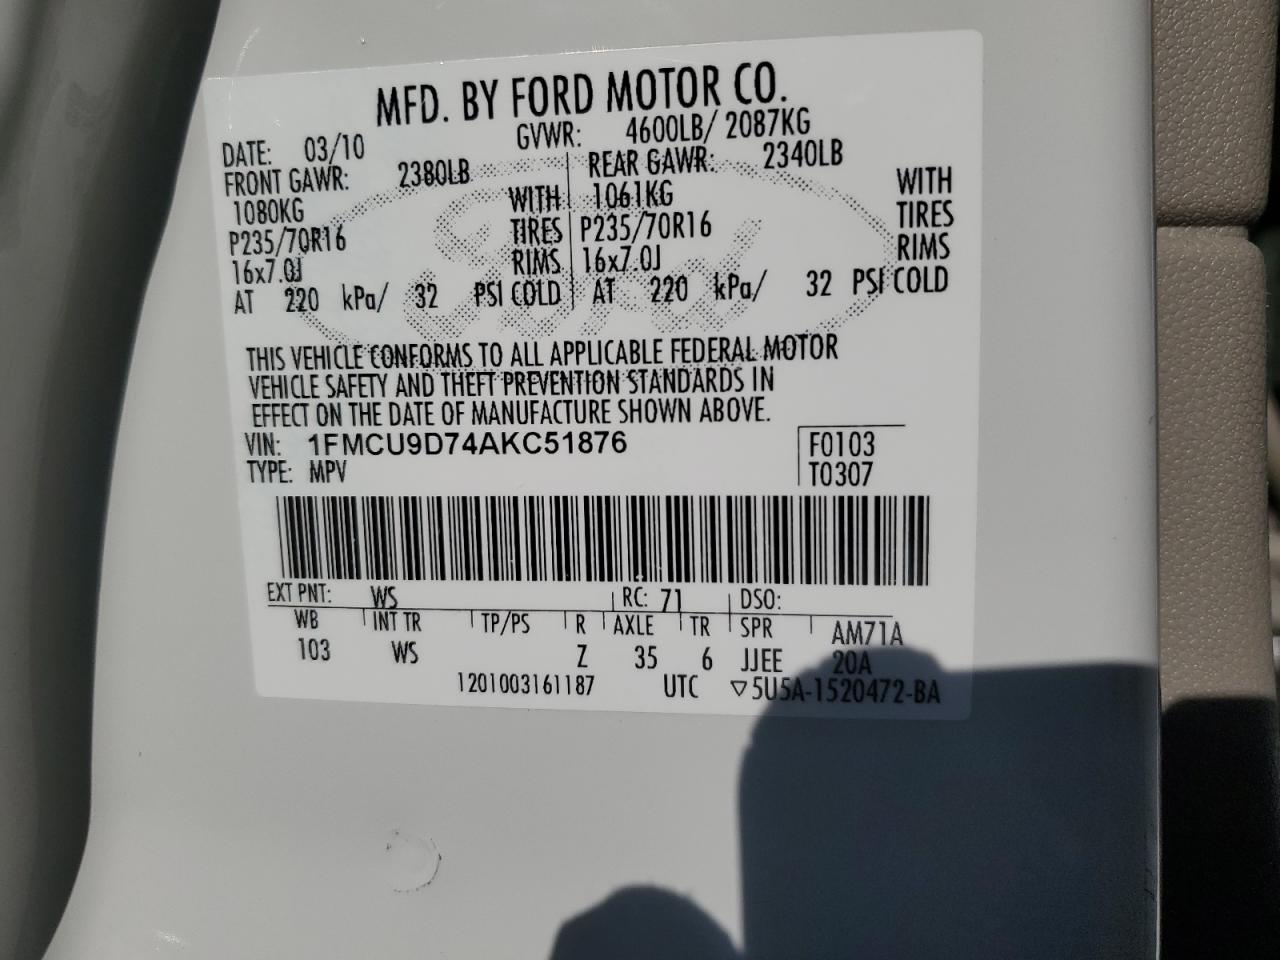 MFD. BY FORD MOTOR CO.
DATE: 03/10 GVWR: 4600LB/ 2087KG
FRONT GAWR: 2380LB REAR GAWR: 2340LB
1080KG WITH 1061KG WITH
P235/70R16 TIRES P235/70R16 TIRES
16x7.0J RIMS 16x7.0J RIMS
AT 220 kPa/ 32 PSI COLD AT 220 kPa/ 32 PSI COLD
Ford
THIS VEHICLE CONFORMS TO ALL APPLICABLE FEDERAL MOTOR
VEHICLE SAFETY AND THEFT PREVENTION STANDARDS IN
EFFECT ON THE DATE OF MANUFACTURE SHOWN ABOVE.
VIN: 1FMCU9D74AKC51876 F0103
TYPE: MPV T0307
EXT PNT: WS RC: 71 DSO:
WB INT TR TP/PS R AXLE TR SPR AM71A
103 WS Z 35 6 JJEE 20A
1201003161187 UTC ▽5U5A-1520472-BA